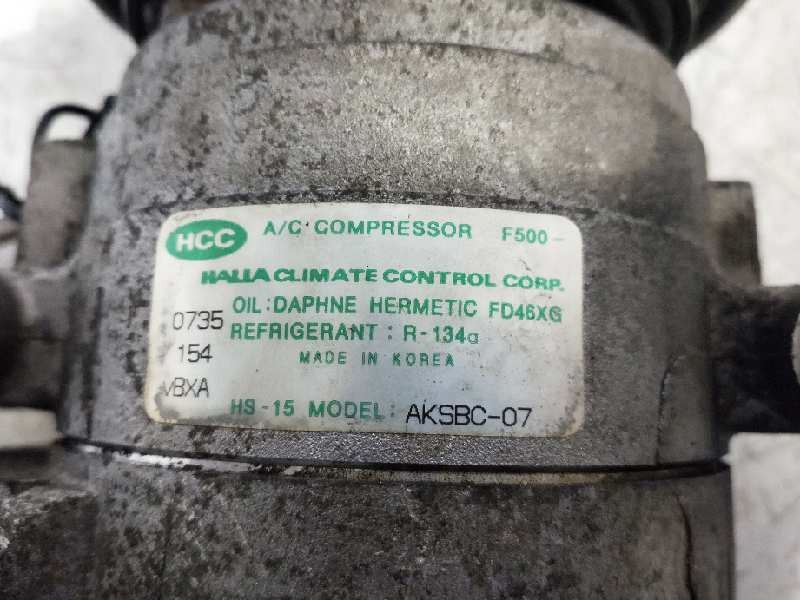 HCC A/C COMPRESSOR F500-
HALLA CLIMATE CONTROL CORP.
OIL: DAPHNE HERMETIC FD46XG
0735
REFRIGERANT: R-134a
154
MADE IN KOREA
VBXA
HS-15 MODEL: AKSBC-07